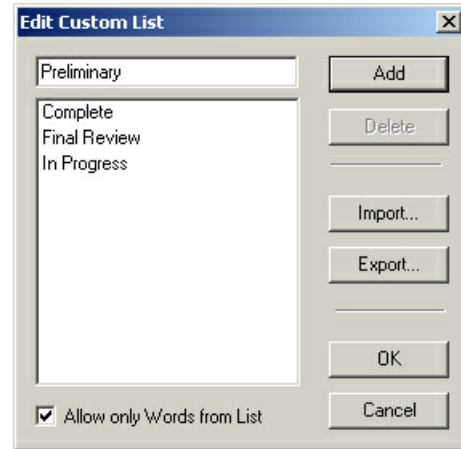 Edit Custom List
Preliminary
Add
Complete
Final Review
In Progress
Delete
Import...
Export...
OK
Allow only Words from List
Cancel